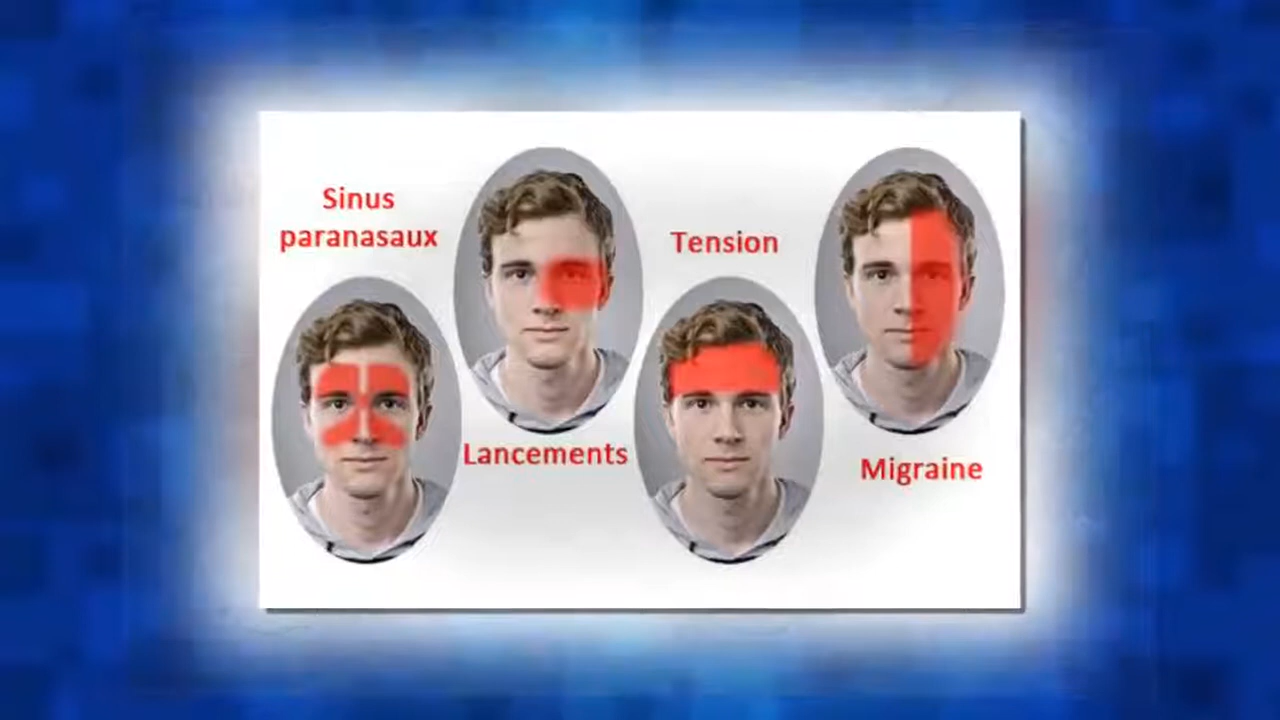 Sinus
paranasaux
Lancements
Tension
Migraine